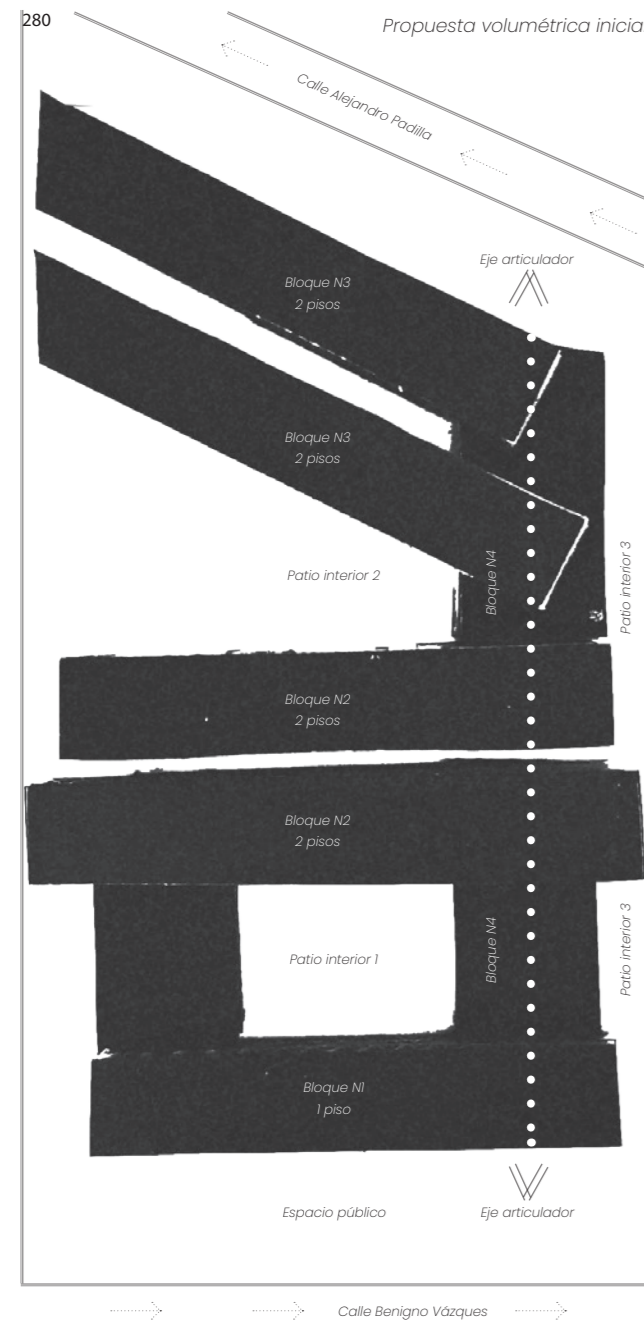 280
Propuesta volumétrica inicia
Calle Alejandro Padilla
Eje articulador
Bloque N3
2 pisos
Bloque N3
2 pisos
Patio interior 2
Bloque N4
Patio interior 3
Bloque N2
2 pisos
Bloque N2
2 pisos
Patio interior 1
Bloque N4
Patio interior 3
Bloque N1
1 piso
Espacio público
Eje articulador
Calle Benigno Vázques